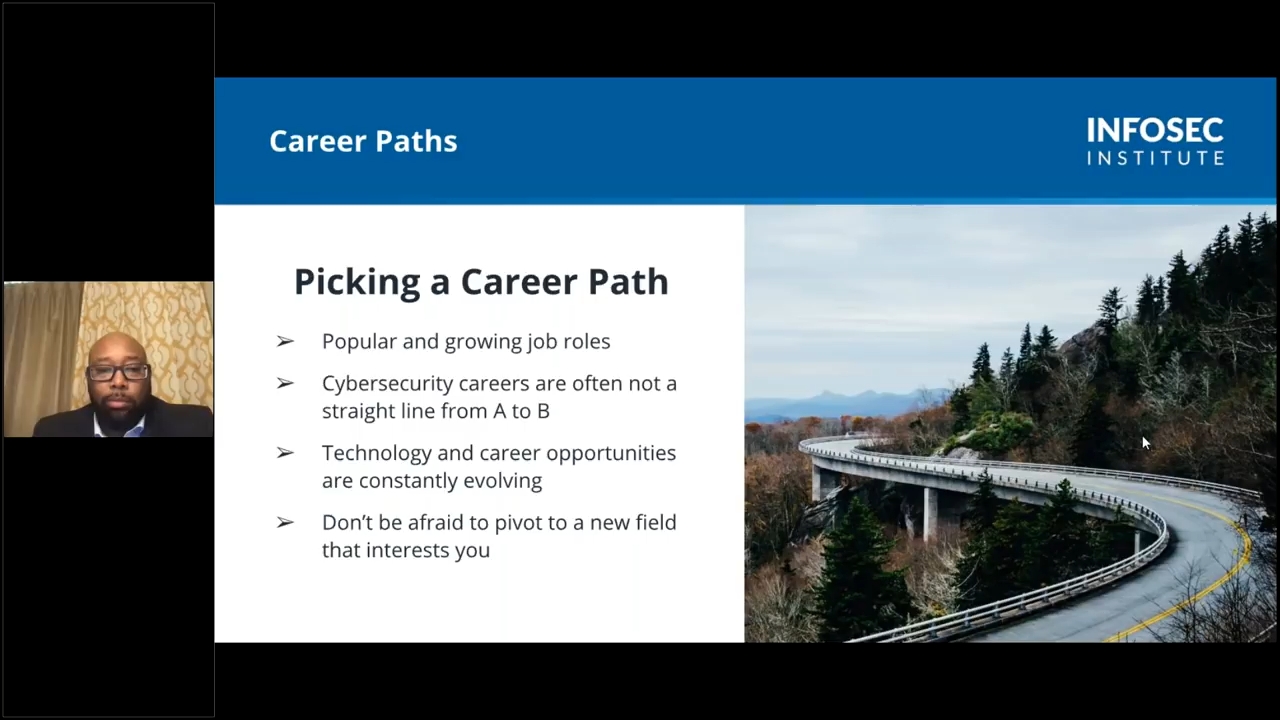 Career Paths
INFOSEC
INSTITUTE
Picking a Career Path
➢ Popular and growing job roles
➢ Cybersecurity careers are often not a
straight line from A to B
➢ Technology and career opportunities
are constantly evolving
➢ Don’t be afraid to pivot to a new field
that interests you